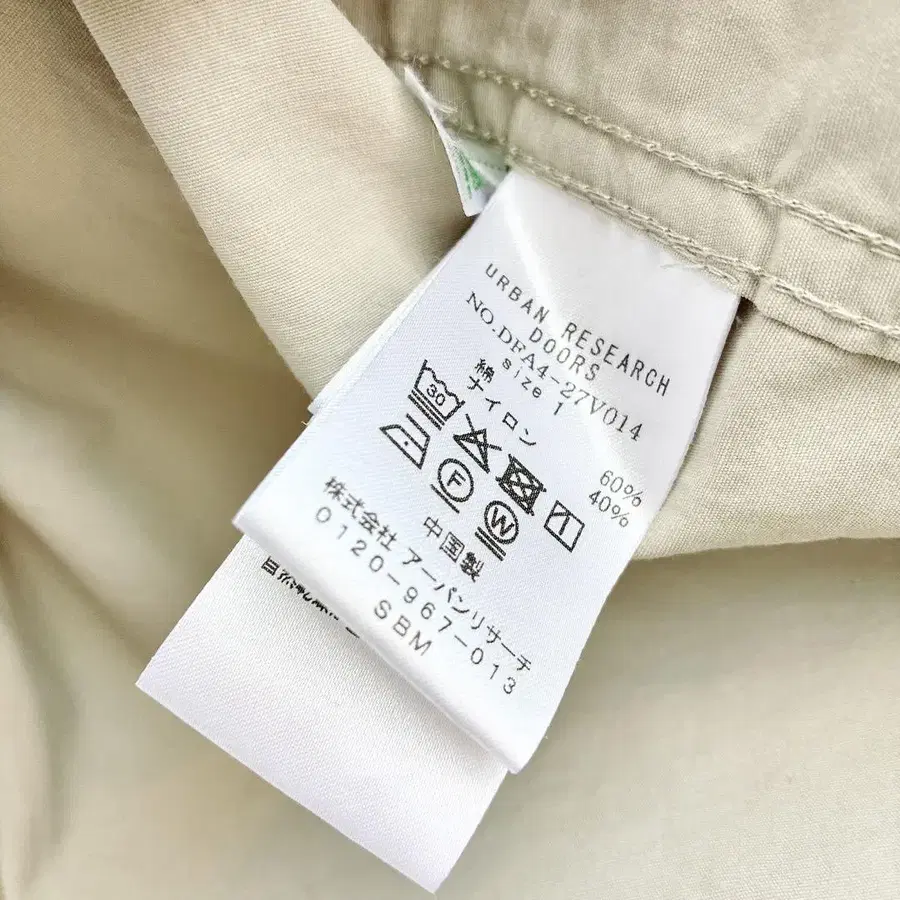 URBAN RESEARCH
DOORS
NO.DFA4-27V014
size 1
綿 60%
ナイロン 40%
30
F W
中国製
株式会社 アーバンリサーチ
0120-967-013
SBM